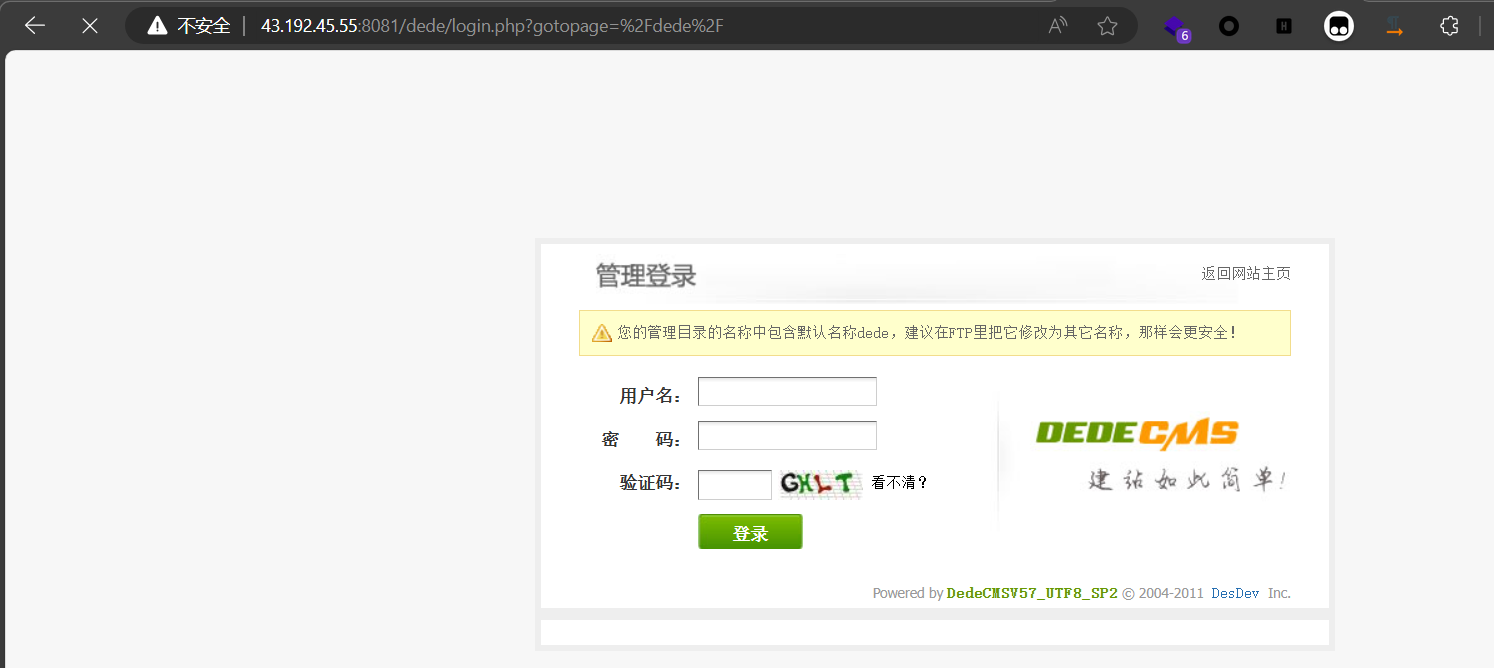 不安全 | 43.192.45.55:8081/dede/login.php?gotopage=%2Fdede%2F
6
管理登录
返回网站主页
您的管理目录的名称中包含默认名称dede，建议在FTP里把它修改为其它名称，那样会更安全！
用户名：
密 码：
验证码： GHLT 看不清？
登录
DEDECMS
建站如此简单！
Powered by DedeCMSV57_UTF8_SP2 © 2004-2011 DesDev Inc.